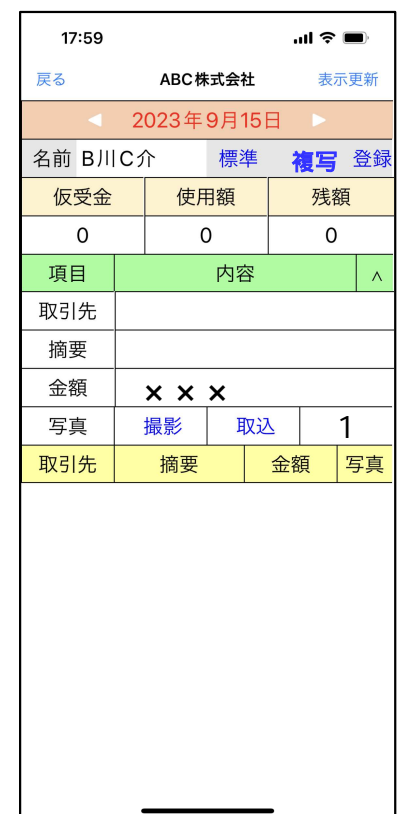 17:59
戻る ABC株式会社 表示更新
2023年9月15日
名前 B川C介 標準 複写 登録
仮受金 使用額 残額
0 0 0
項目 内容 ^
取引先
摘要
金額 ×××
写真 撮影 取込 1
取引先 摘要 金額 写真